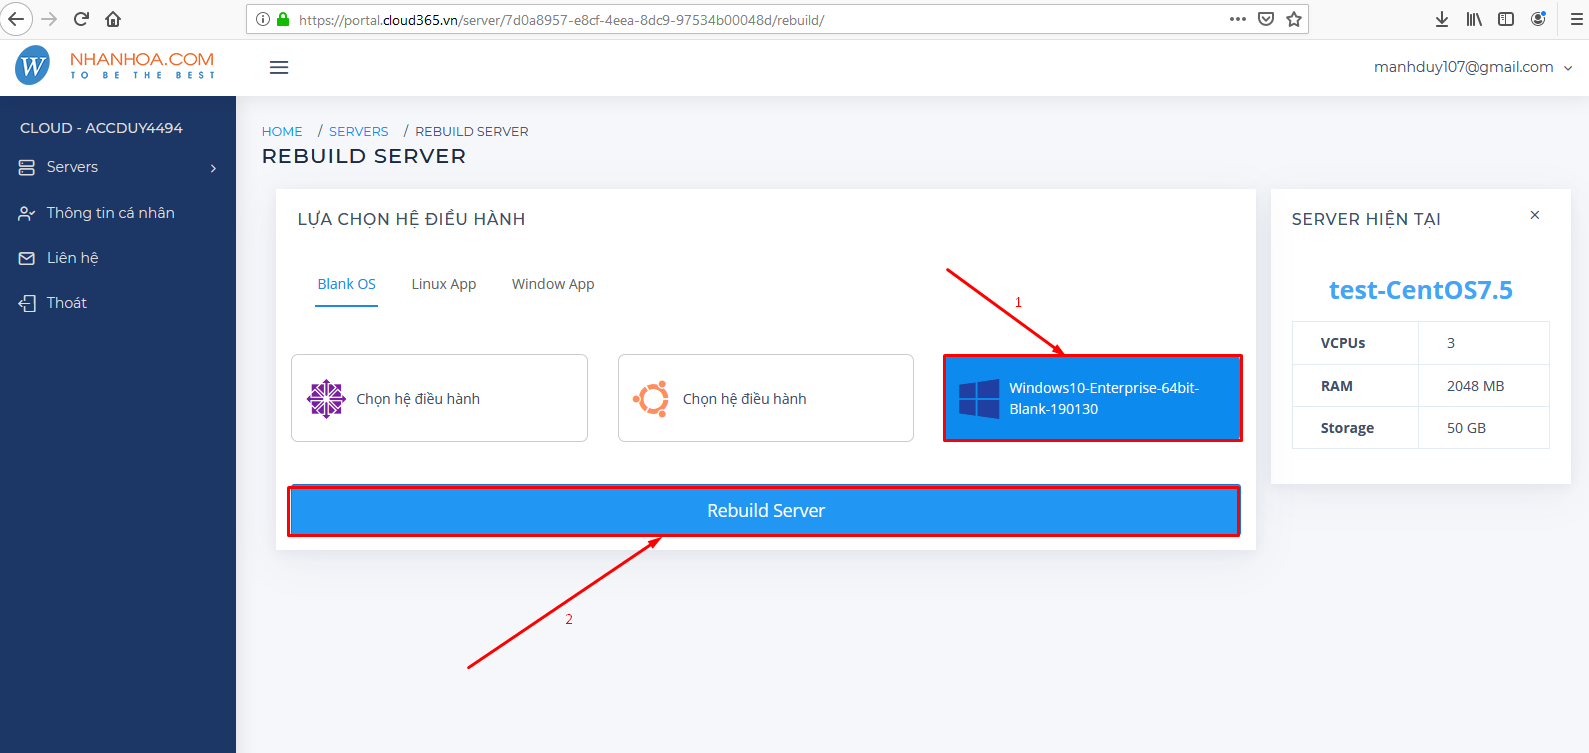 https://portal.cloud365.vn/server/7d0a8957-e8cf-4eea-8dc9-97534b00048d/rebuild/
W
NHANHOA.COM
TO BE THE BEST
manhduy107@gmail.com
CLOUD - ACCDUY4494
Servers
Thông tin cá nhân
Liên hệ
Thoát
HOME / SERVERS / REBUILD SERVER
REBUILD SERVER
LỰA CHỌN HỆ ĐIỀU HÀNH
Blank OS Linux App Window App
1
Chọn hệ điều hành
Chọn hệ điều hành
Windows10-Enterprise-64bit-
Blank-190130
Rebuild Server
2
SERVER HIỆN TẠI
test-CentOS7.5
VCPUs 3
RAM 2048 MB
Storage 50 GB